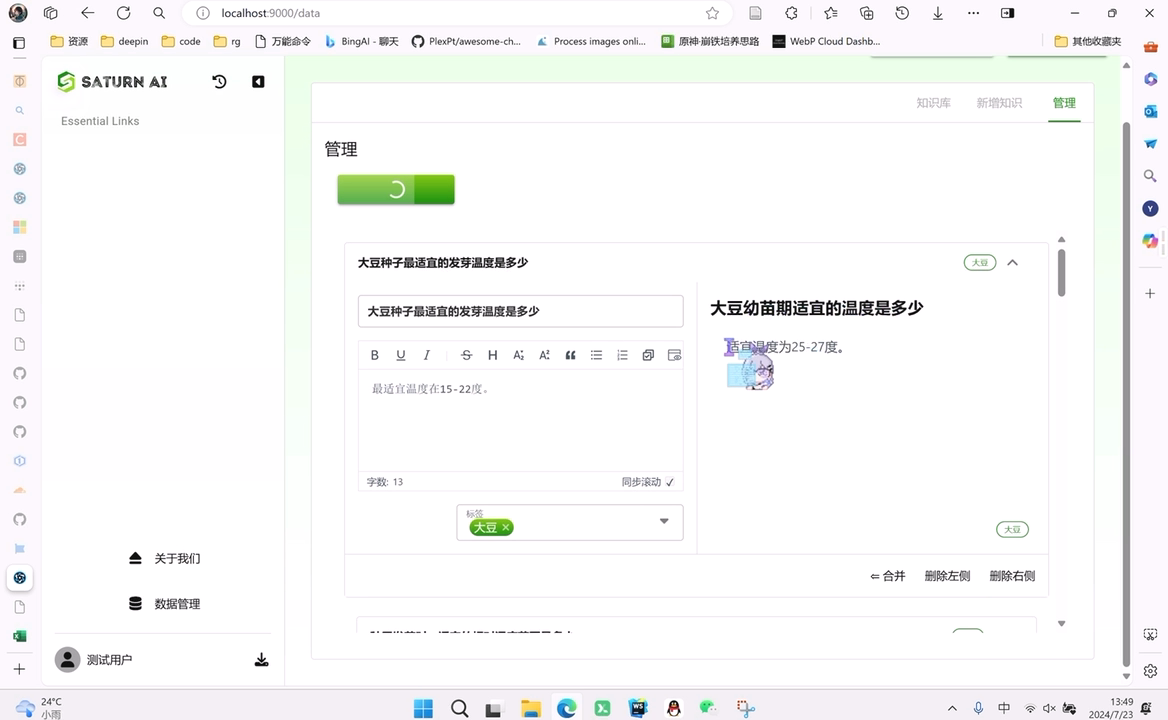 localhost:9000/data
资源
deepin
code
rg
万能命令
BingAI - 聊天
PlexPt/awesome-ch...
Process images onli...
原神·崩铁培养思路
WebP Cloud Dashb...
其他收藏夹
SATURN AI
Essential Links
知识库
新增知识
管理
管理
大豆种子最适宜的发芽温度是多少
大豆
大豆种子最适宜的发芽温度是多少
大豆幼苗期适宜的温度是多少
适宜温度为25-27度。
最适宜温度在15-22度。
字数: 13
同步滚动
标签
大豆
大豆
⇐ 合并
删除左侧
删除右侧
关于我们
数据管理
测试用户
24°C
小雨
中
13:49
2024/7/23